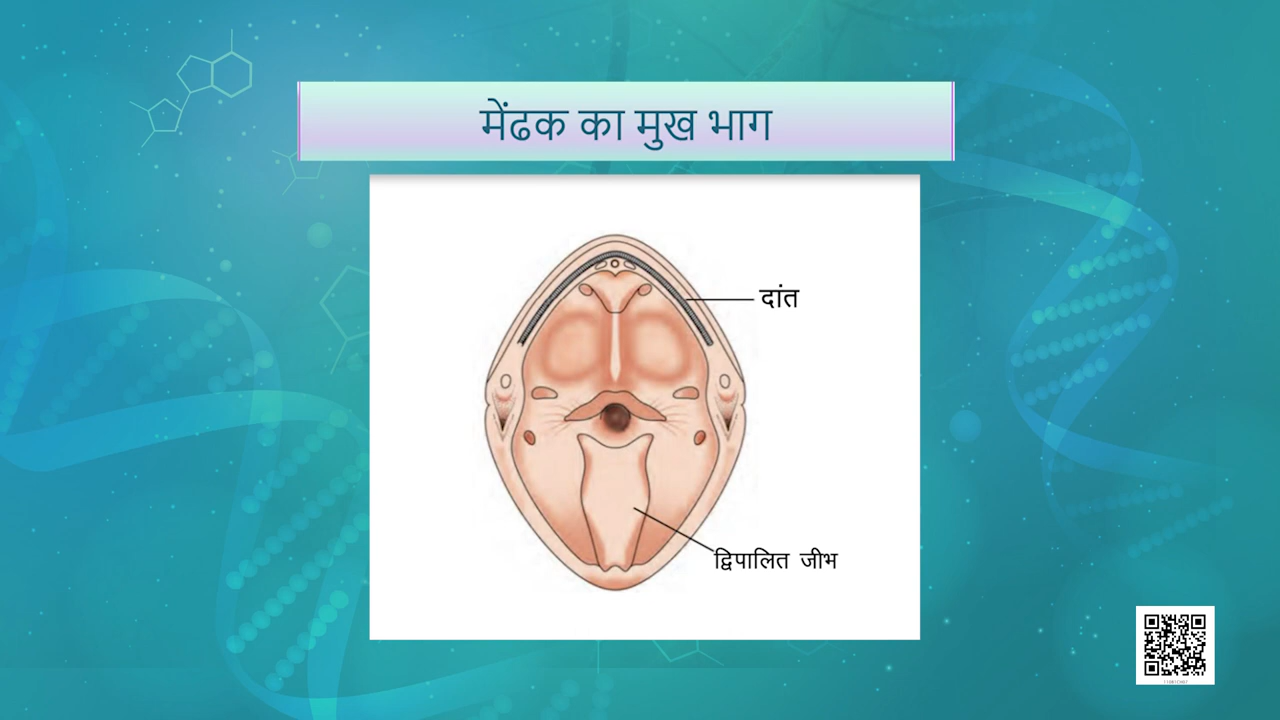 मेंढक का मुख भाग
दांत
द्विपालित जीभ